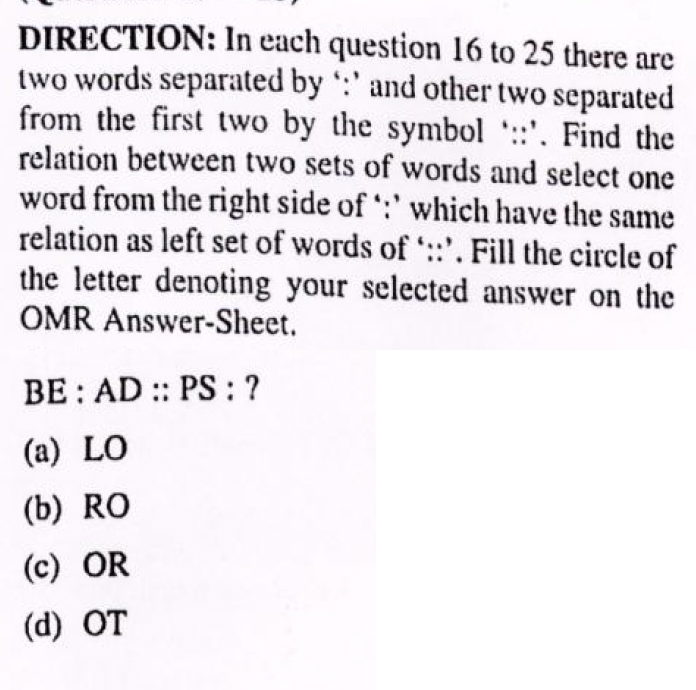 DIRECTION: In each question 16 to 25 there are
two words separated by ':' and other two separated
from the first two by the symbol '::'. Find the
relation between two sets of words and select one
word from the right side of ':' which have the same
relation as left set of words of '::'. Fill the circle of
the letter denoting your selected answer on the
OMR Answer-Sheet.
BE : AD :: PS : ?
(a) LO
(b) RO
(c) OR
(d) OT